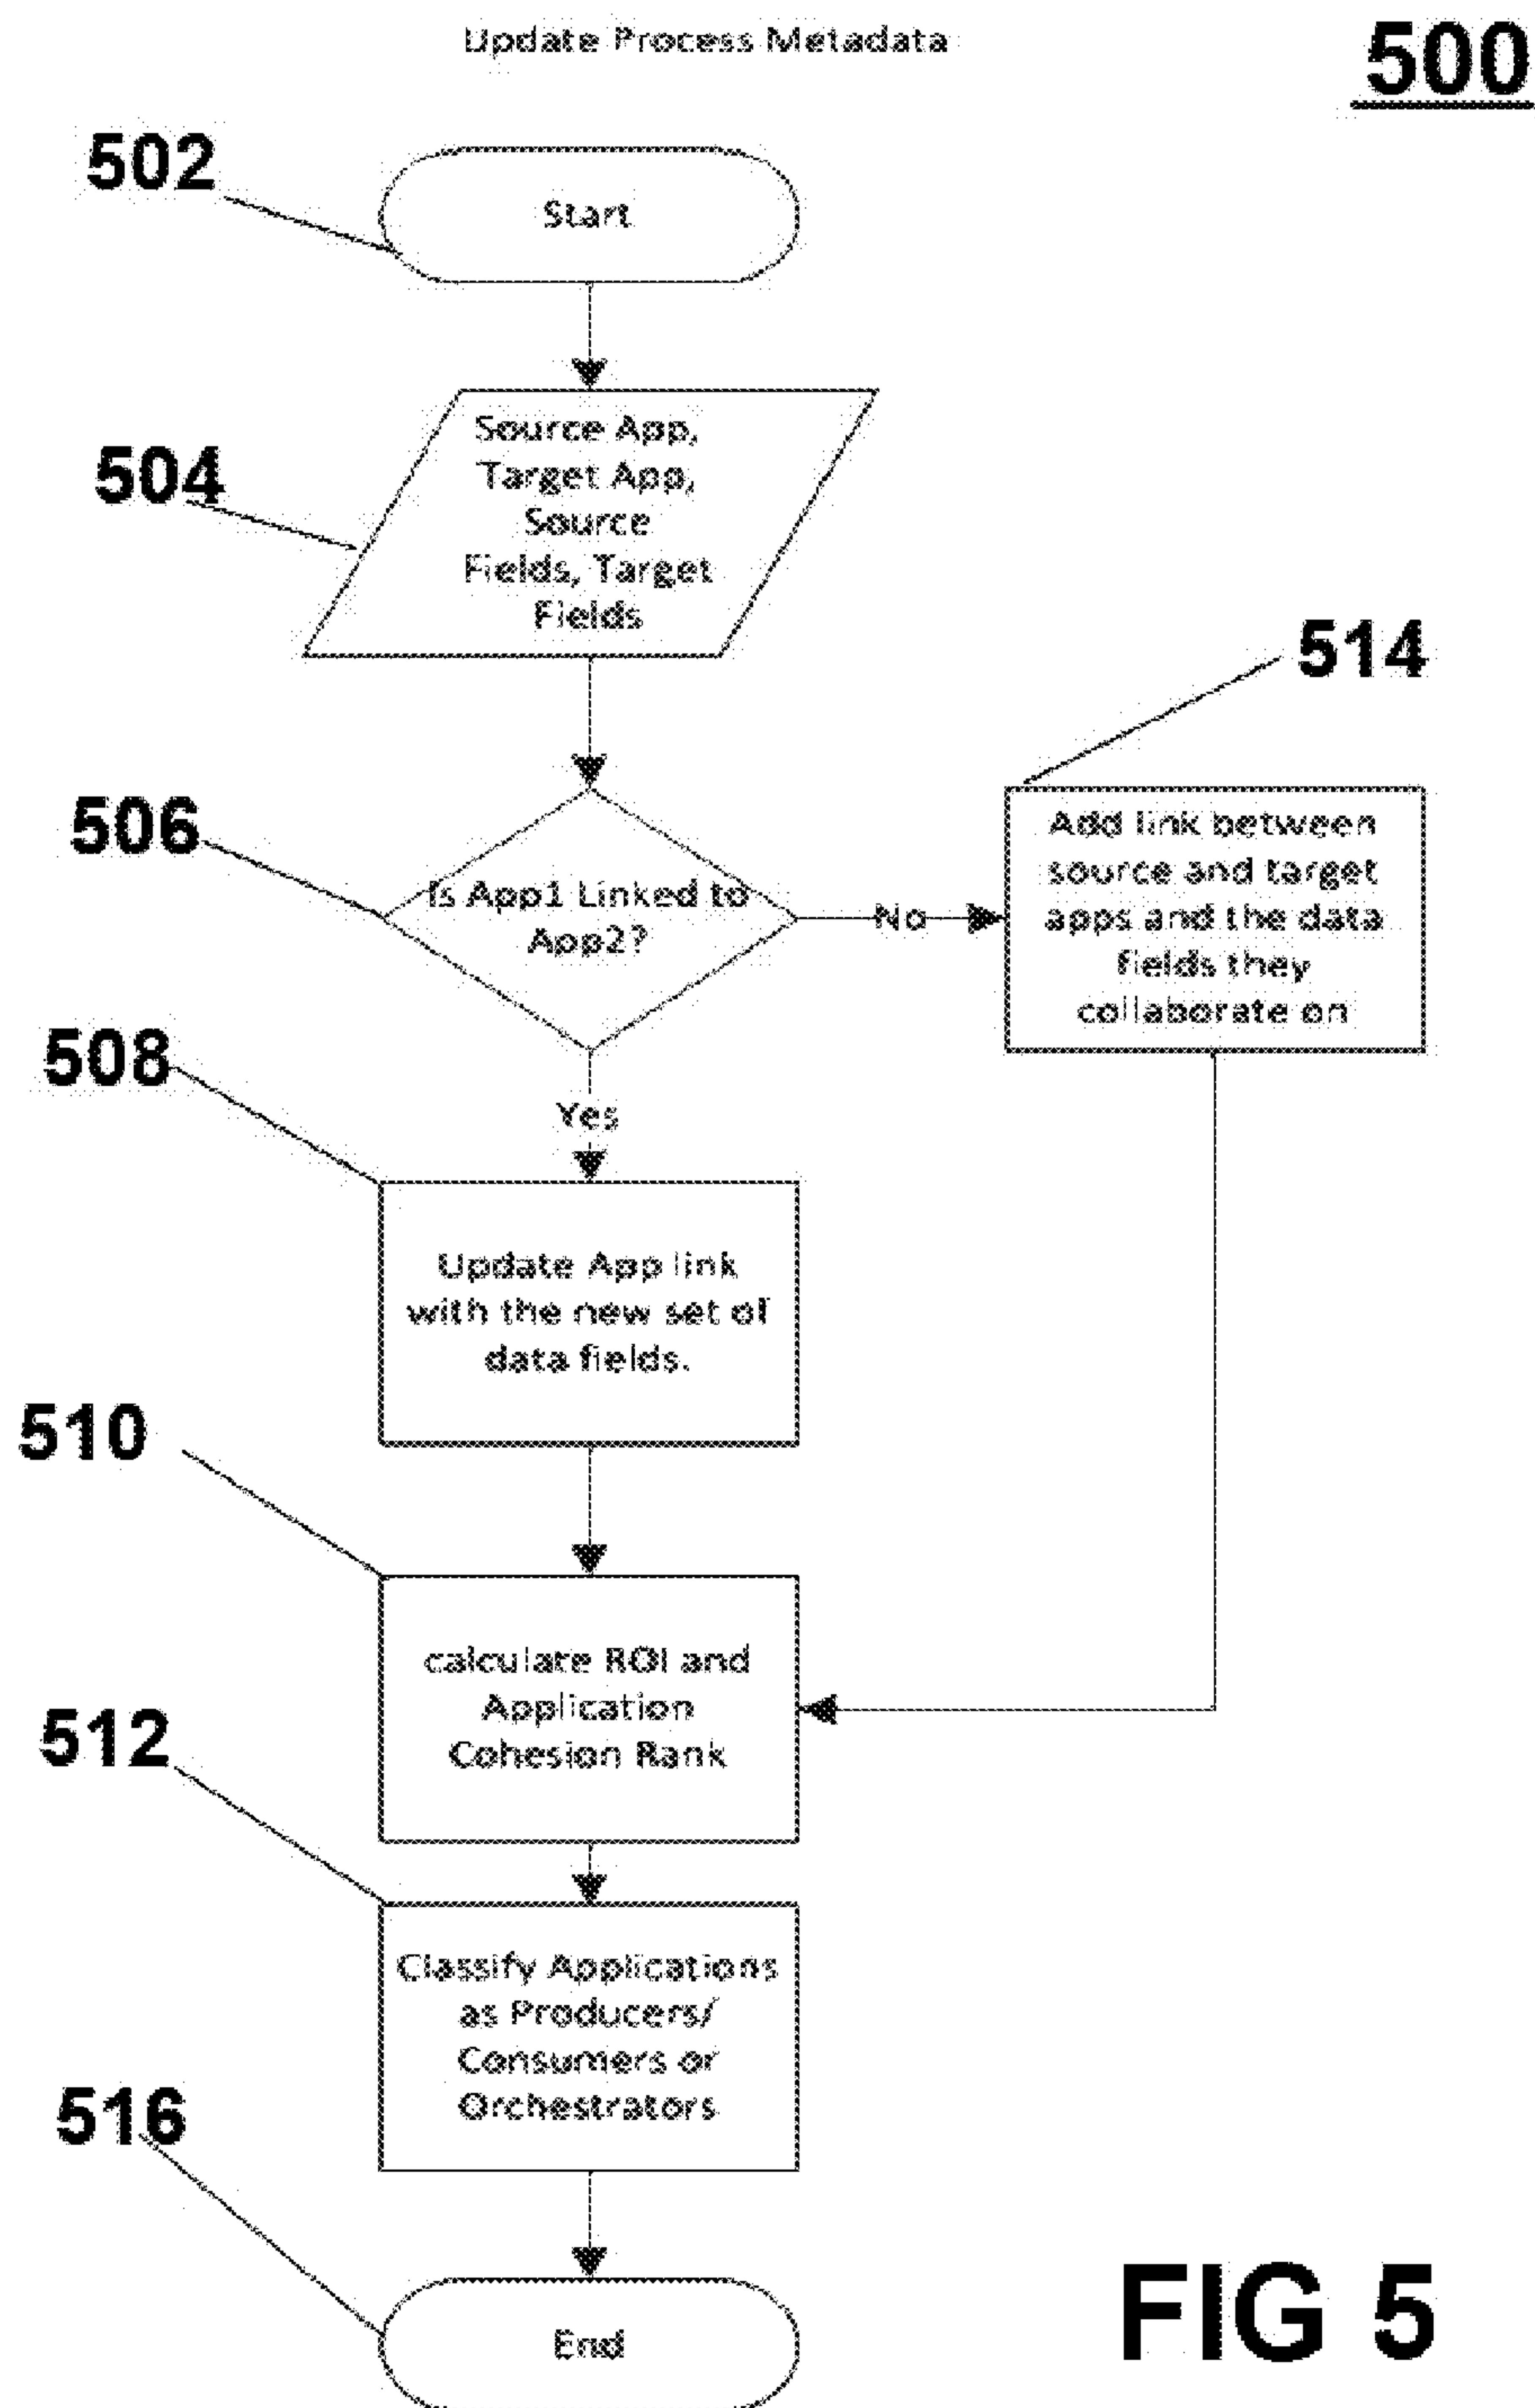 Update Process Metadata
500
502
Start
504
Source App,
Target App,
Source
Fields, Target
Fields
514
506
Is App1 Linked to
App2?
No
Add link between
source and target
apps and the data
fields they
collaborate on
508
Yes
Update App link
with the new set of
data fields.
510
calculate ROI and
Application
Cohesion Rank
512
Classify Applications
as Producers/
Consumers or
Orchestrators
516
End
FIG 5